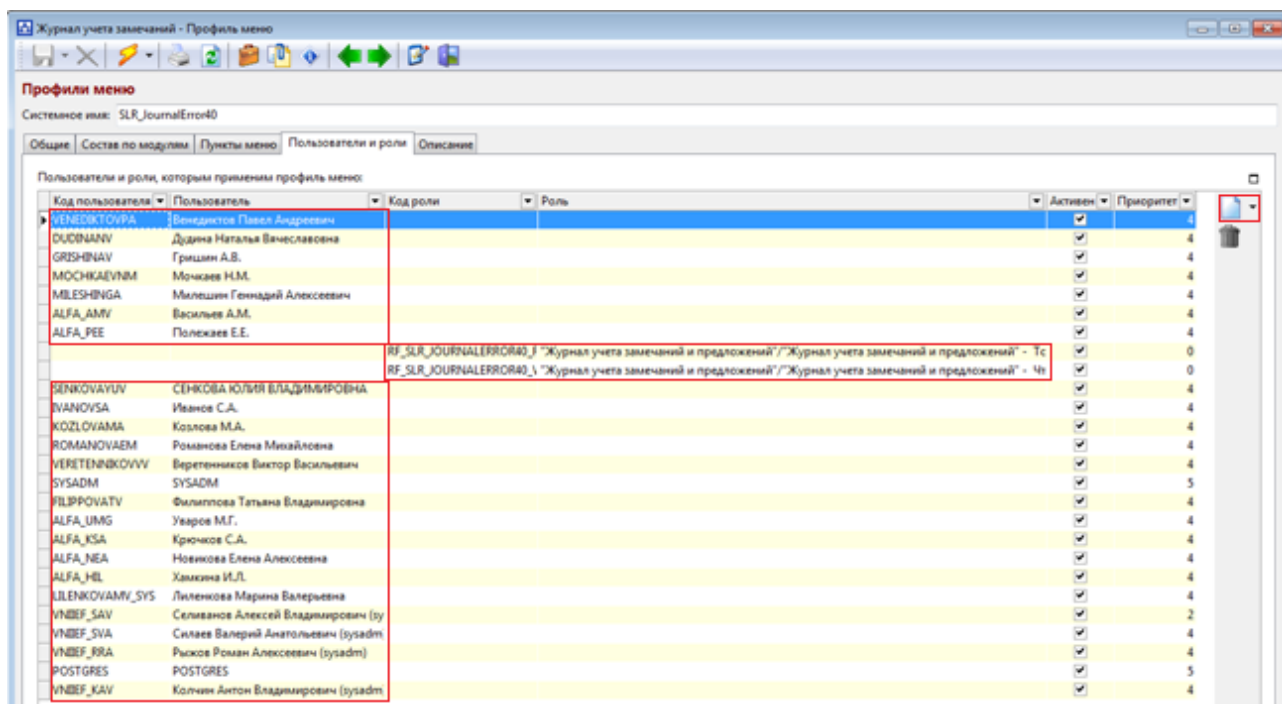 Журнал учета замечаний - Профиль меню
Профили меню
Системное имя: SLR_JournalError40
Общие Состав по модулям Пункты меню Пользователи и роли Описание
Пользователи и роли, которым применим профиль меню:
Код пользователя Пользователь Код роли Роль Активен Приоритет
VENEDIKTOVPA Венедиктов Павел Андреевич 4
DUDINANV Дудина Наталья Вячеславовна 4
GRISHINAV Гришин А.В. 4
MOCHKAEVNM Мочкаев Н.М. 4
MILESHINGA Милешин Геннадий Алексеевич 4
ALFA_AMV Васильев А.М. 4
ALFA_PEE Полежаев Е.Е. 4
RF_SLR_JOURNALERROR40_ "Журнал учета замечаний и предложений"/"Журнал учета замечаний и предложений" - Тс 0
RF_SLR_JOURNALERROR40_ "Журнал учета замечаний и предложений"/"Журнал учета замечаний и предложений" - Чт 0
SENKOVAYUV СЕНКОВА ЮЛИЯ ВЛАДИМИРОВНА 4
IVANOVSA Иванов С.А. 4
KOZLOVAMA Козлова М.А. 4
ROMANOVAEM Романова Елена Михайловна 4
VERETENNIKOVVV Веретенников Виктор Васильевич 4
SYSADM SYSADM 5
FILIPPOVATV Филиппова Татьяна Владимировна 4
ALFA_UMG Уваров М.Г. 4
ALFA_KSA Крючков С.А. 4
ALFA_NEA Новикова Елена Алексеевна 4
ALFA_HIL Хамкина И.Л. 4
LILENKOVAMV_SYS Лиленкова Марина Валерьевна 4
VNIIEF_SAV Селиванов Алексей Владимирович (sy 2
VNIIEF_SVA Силаев Валерий Анатольевич (sysadm 4
VNIIEF_RRA Рысков Роман Алексеевич (sysadm) 4
POSTGRES POSTGRES 5
VNIIEF_KAV Колчин Антон Владимирович (sysadm 4